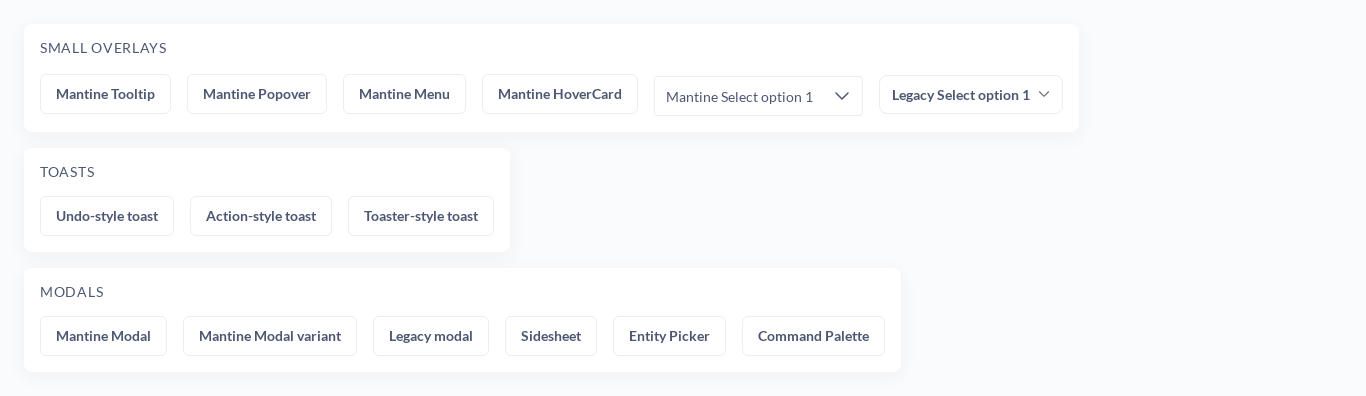 SMALL OVERLAYS
Mantine Tooltip Mantine Popover Mantine Menu Mantine HoverCard Mantine Select option 1 Legacy Select option 1
TOASTS
Undo-style toast Action-style toast Toaster-style toast
MODALS
Mantine Modal Mantine Modal variant Legacy modal Sidesheet Entity Picker Command Palette